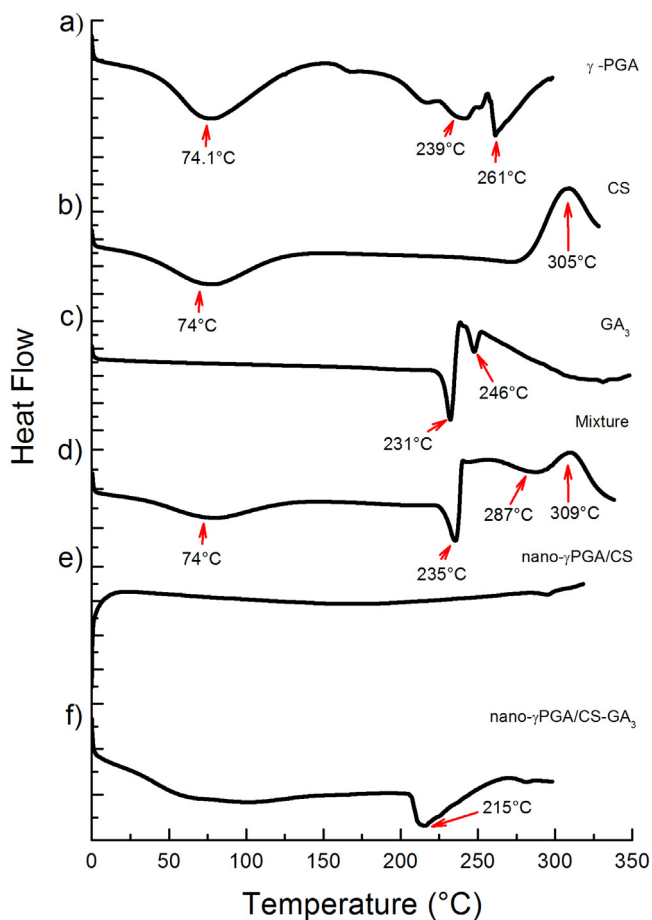 a)
γ -PGA
74.1°C
239°C
261°C
b)
CS
74°C
305°C
c)
GA₃
231°C
246°C
d)
Mixture
74°C
235°C
287°C
309°C
e)
nano-γPGA/CS
f)
nano-γPGA/CS-GA₃
215°C
Heat Flow
0 50 100 150 200 250 300 350
Temperature (°C)